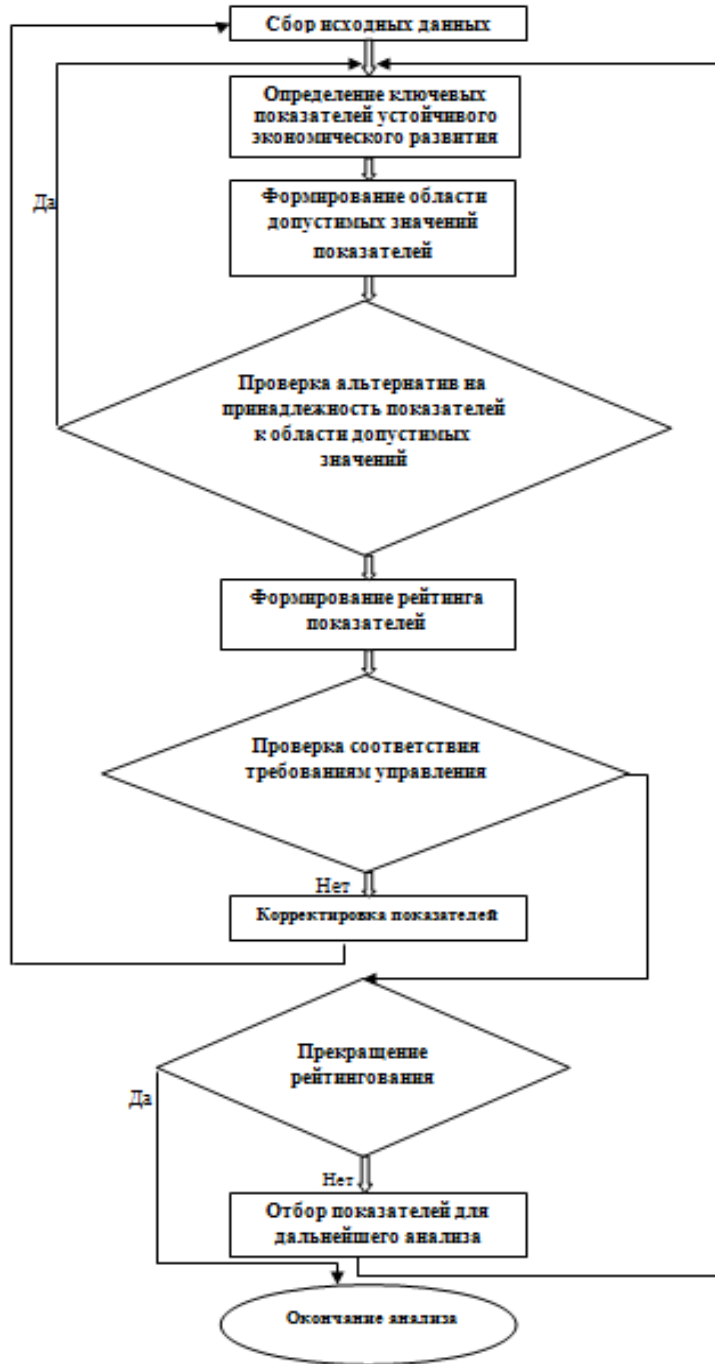 Сбор исходных данных
Определение ключевых
показателей устойчивого
экономического развития
Да
Формирование области
допустимых значений
показателей
Проверка альтернатив на
принадлежность показателей
к области допустимых
значений
Формирование рейтинга
показателей
Проверка соответствия
требованиям управления
Нет
Корректировка показателей
Прекращение
рейтингования
Да
Нет
Отбор показателей для
дальнейшего анализа
Окончание анализа